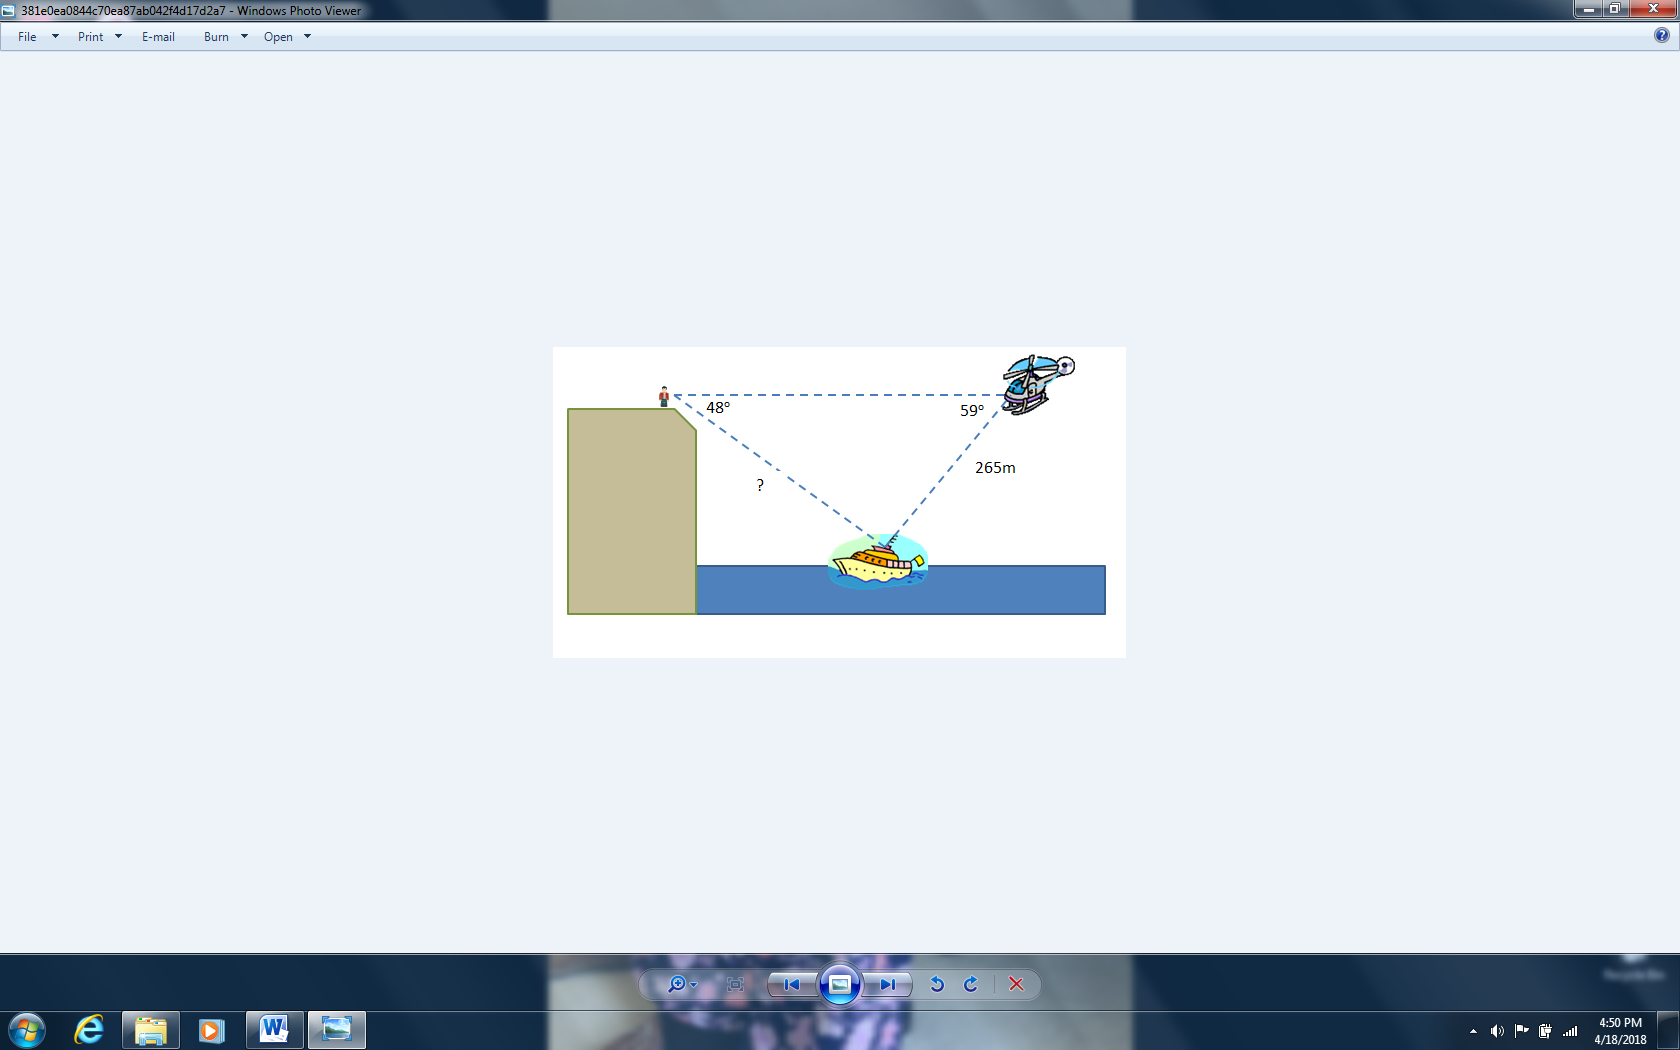 381e0ea0844c70ea87ab042f4d17d2a7 - Windows Photo Viewer
File Print E-mail Burn Open
48°
59°
265m
?
4:50 PM
4/18/2018